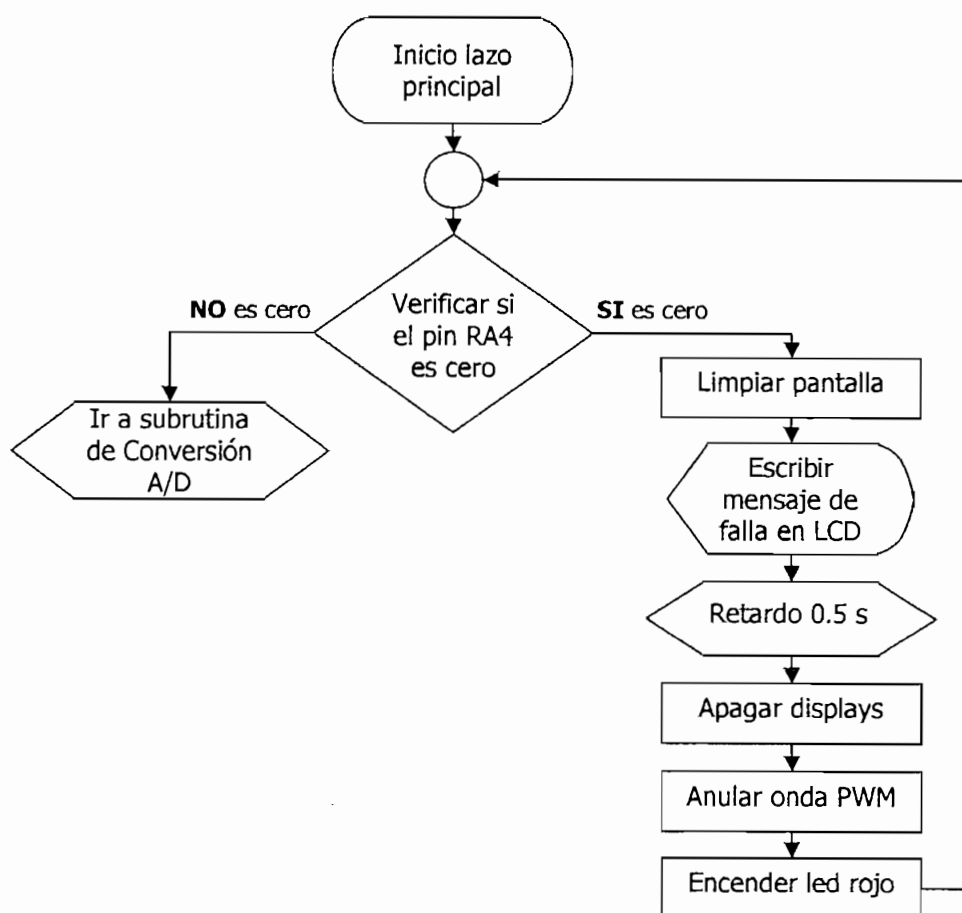 Inicio lazo
principal
NO es cero
Verificar si
el pin RA4
es cero
SI es cero
Ir a subrutina
de Conversión
A/D
Limpiar pantalla
Escribir
mensaje de
falla en LCD
Retardo 0.5 s
Apagar displays
Anular onda PWM
Encender led rojo